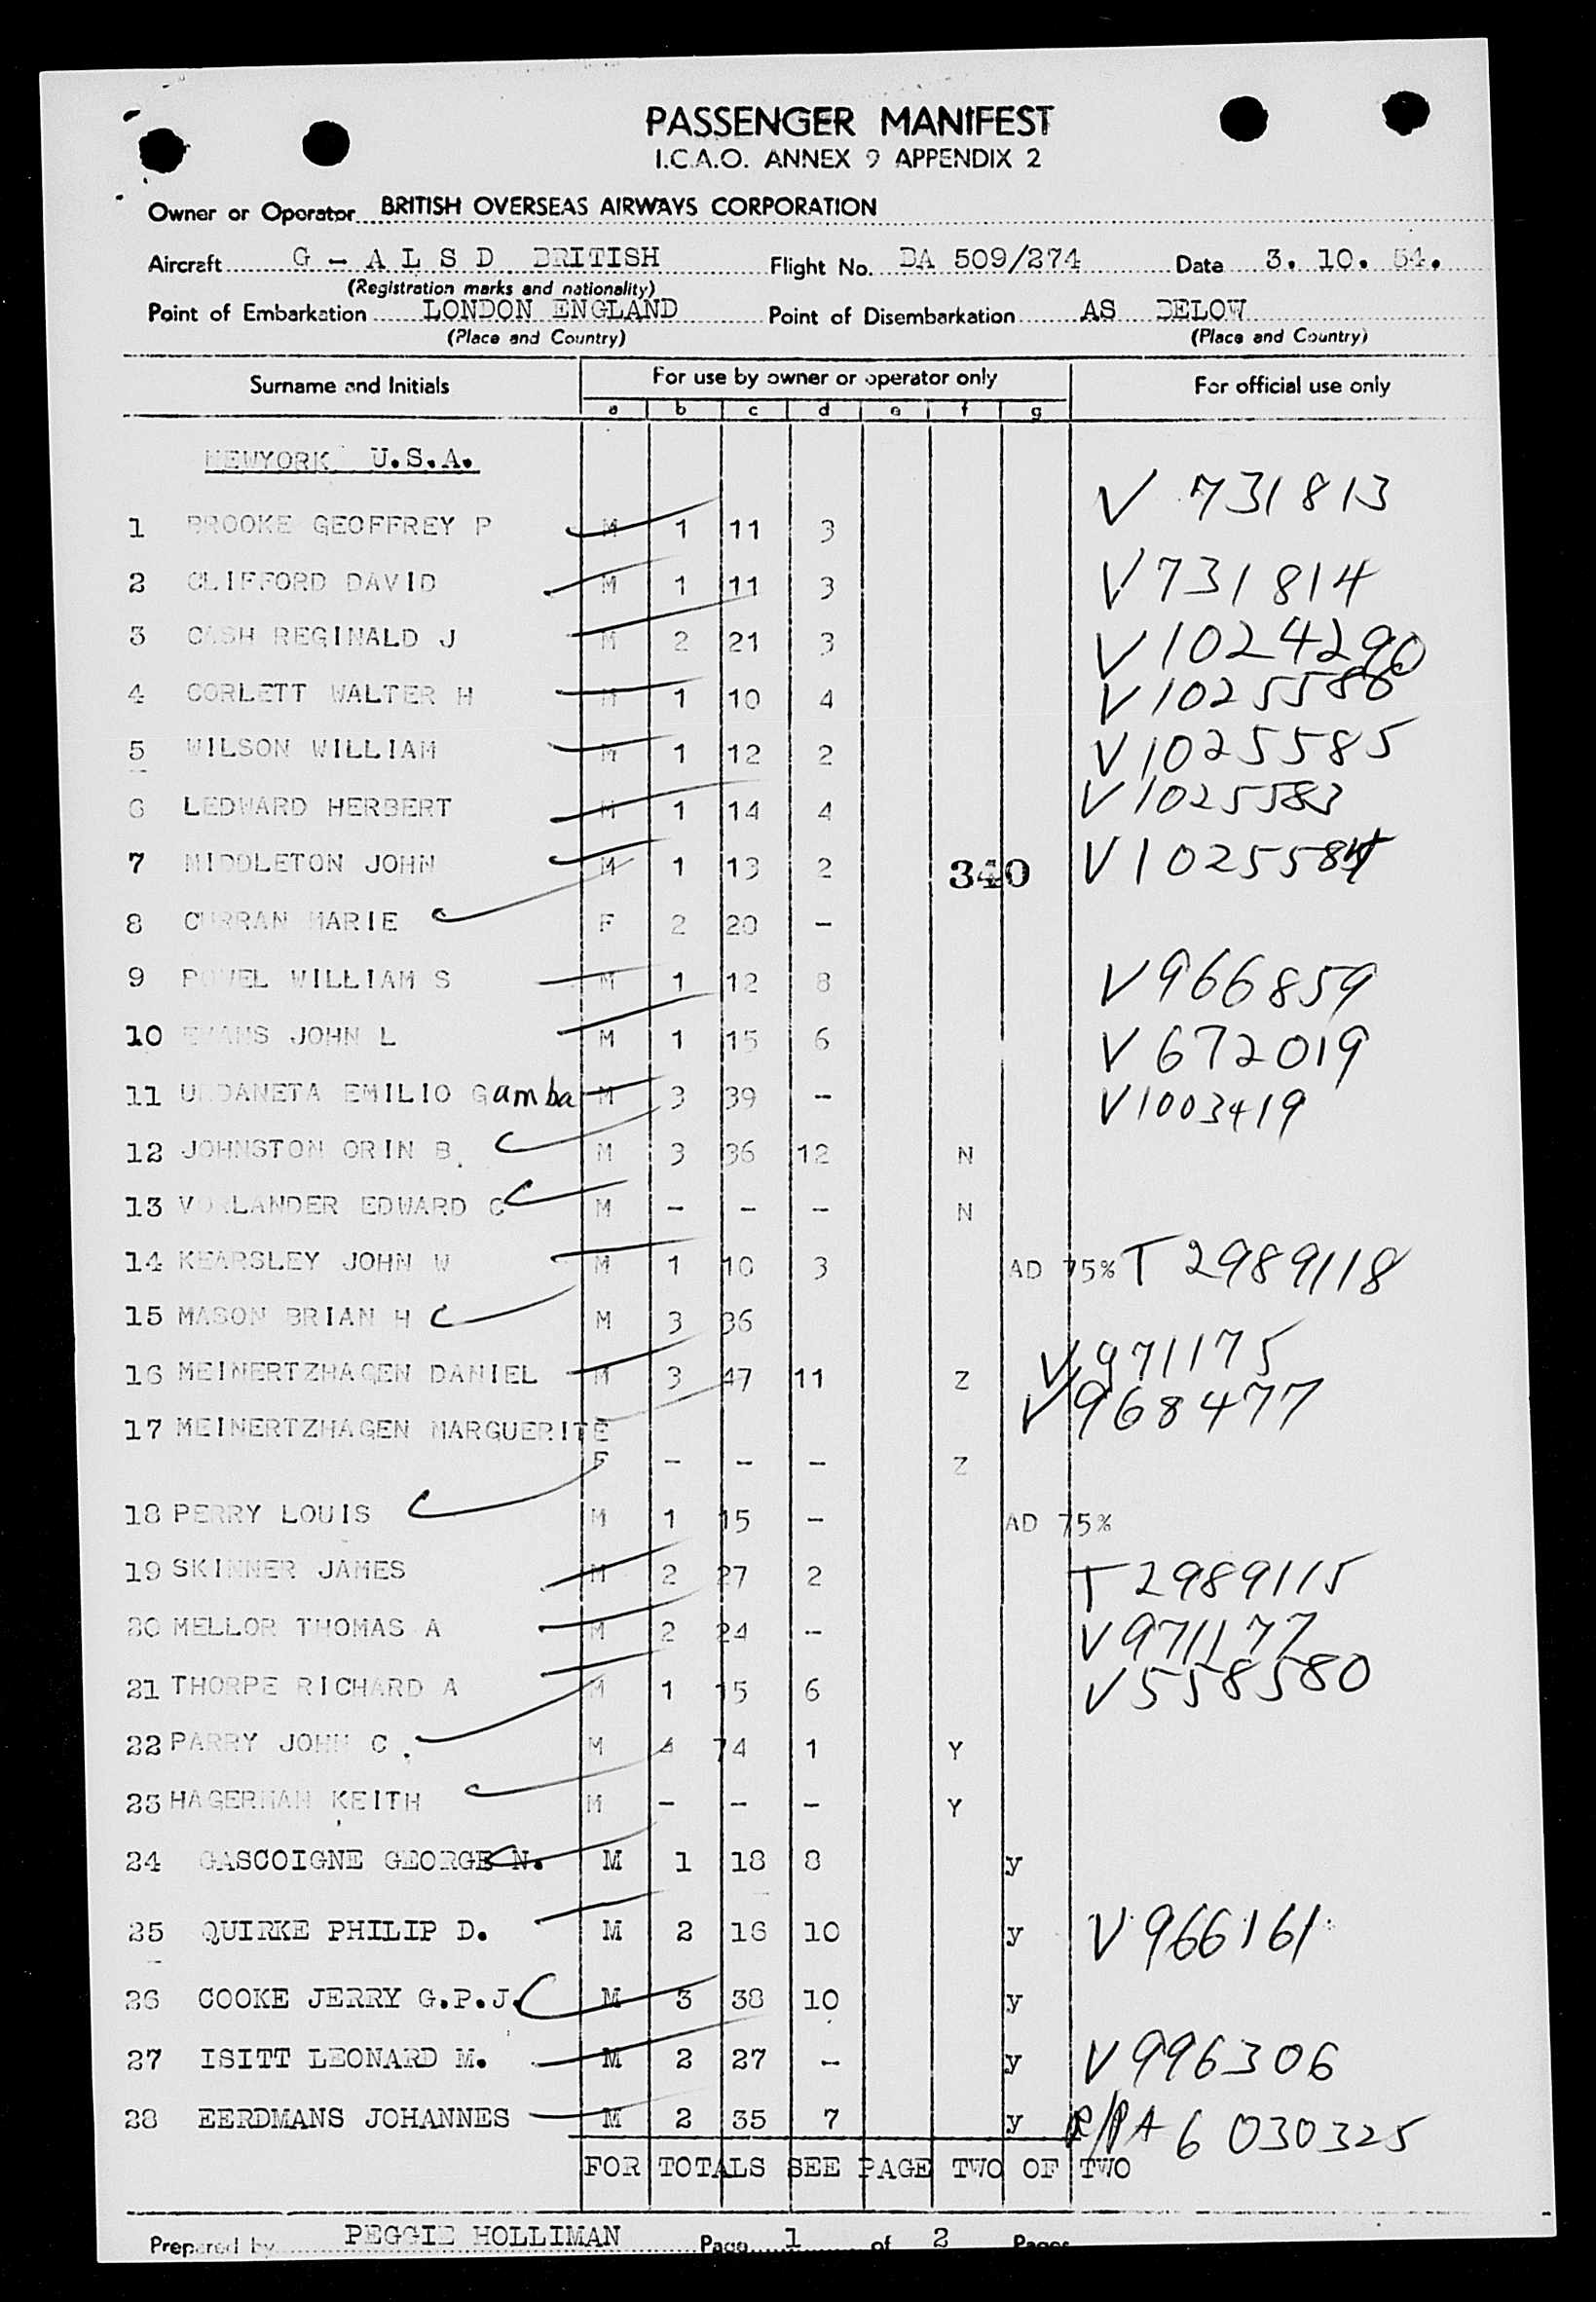 PASSENGER MANIFEST
I.C.A.O. ANNEX 9 APPENDIX 2
Owner or Operator BRITISH OVERSEAS AIRWAYS CORPORATION
Aircraft G - A L S D BRITISH Flight No. BA 509/274 Date 3. 10. 54.
(Registration marks and nationality)
Point of Embarkation LONDON ENGLAND Point of Disembarkation AS BELOW
(Place and Country) (Place and Country)
Surname and Initials For use by owner or operator only For official use only
a b c d e f g
NEWYORK U.S.A.
1 BROOKE GEOFFREY P M 1 11 3 V 731813
2 CLIFFORD DAVID M 1 11 3 V731814
3 CASH REGINALD J M 2 21 3 V1024290
4 CORLETT WALTER H M 1 10 4 V1025586
5 WILSON WILLIAM M 1 12 2 V1025585
6 LEDWARD HERBERT M 1 14 4 V1025583
7 MIDDLETON JOHN M 1 13 2 340 V1025584
8 CURRAN MARIE F 2 20 -
9 POWEL WILLIAM S M 1 12 8 V966859
10 EVANS JOHN L M 1 15 6 V672019
11 URDANETA EMILIO Gamba M 3 39 - V1003419
12 JOHNSTON ORIN B. M 3 36 12 N
13 VORLANDER EDWARD C M - - - N
14 KEARSLEY JOHN W M 1 10 3 AD 75% T 2989118
15 MASON BRIAN H M 3 36
16 MEINERTZHAGEN DANIEL M 3 47 11 Z V971175
17 MEINERTZHAGEN MARGUERITE V968477
F - - - Z
18 PERRY LOUIS M 1 15 - AD 75%
19 SKINNER JAMES M 2 27 2 T2989115
20 MELLOR THOMAS A M 2 24 - V971177
21 THORPE RICHARD A M 1 15 6 V558580
22 PARRY JOHN C. M 4 74 1 Y
23 HAGERMAN KEITH M - - - Y
24 GASCOIGNE GEORGE N. M 1 18 8 y
25 QUIRKE PHILIP D. M 2 16 10 y V966161
26 COOKE JERRY G.P.J. M 3 38 10 y
27 ISITT LEONARD M. M 2 27 - y V996306
28 EERDMANS JOHANNES M 2 35 7 y P/PA 6 030325
FOR TOTALS SEE PAGE TWO OF TWO
Prepared by PEGGIE HOLLIMAN Page 1 of 2 Pages